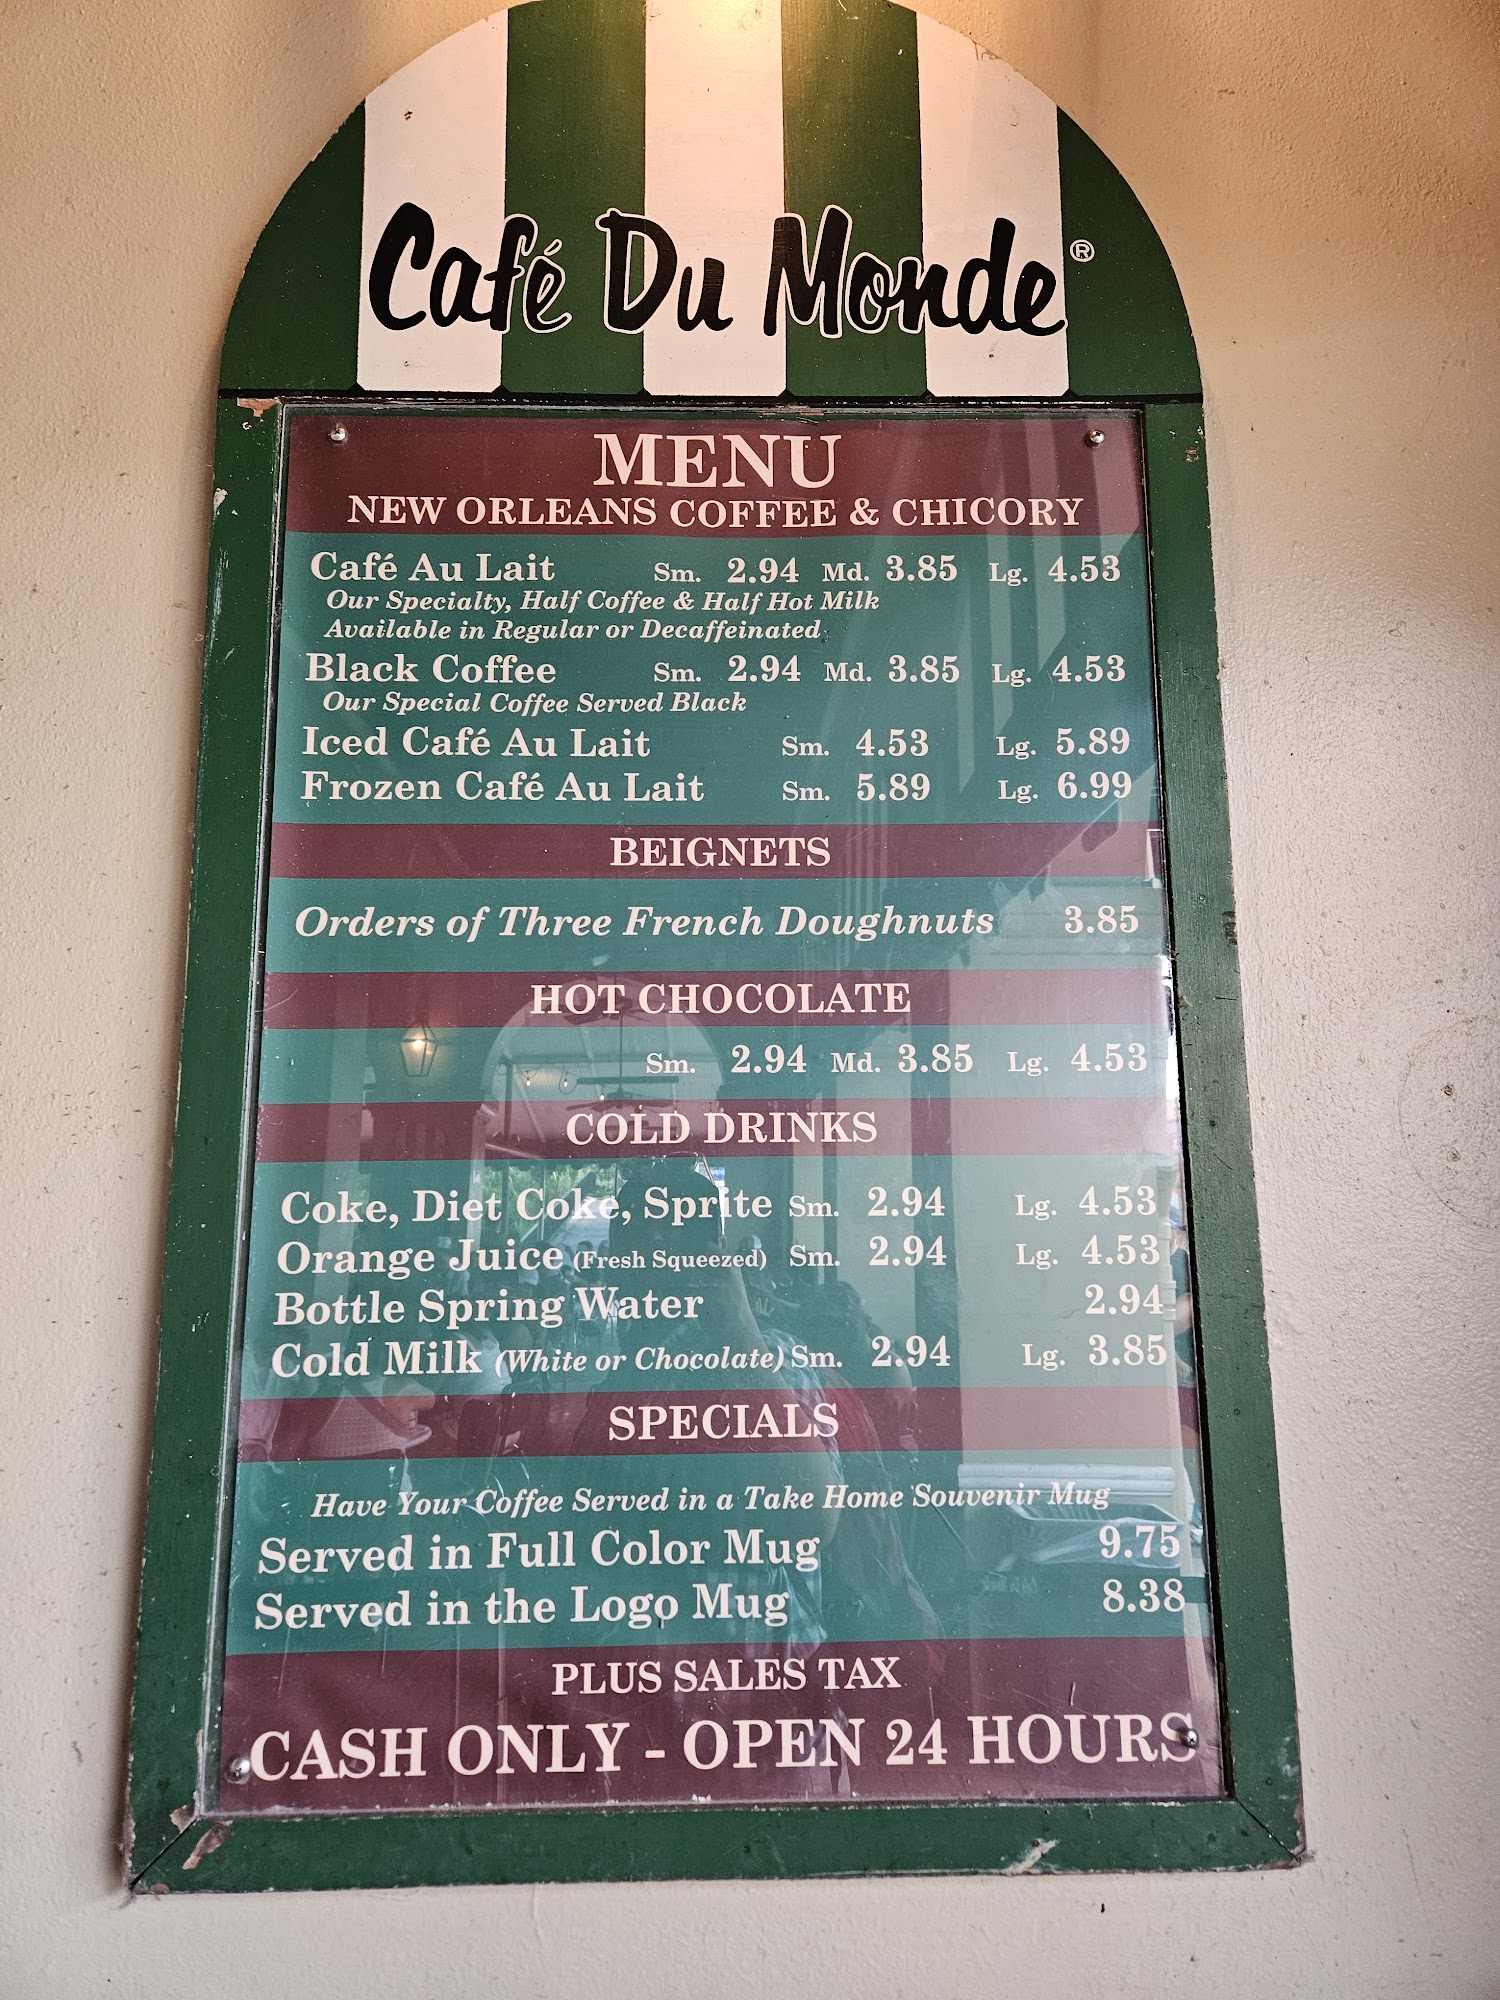 Café Du Monde®
MENU
NEW ORLEANS COFFEE & CHICORY
Café Au Lait Sm. 2.94 Md. 3.85 Lg. 4.53
Our Specialty, Half Coffee & Half Hot Milk
Available in Regular or Decaffeinated
Black Coffee Sm. 2.94 Md. 3.85 Lg. 4.53
Our Special Coffee Served Black
Iced Café Au Lait Sm. 4.53 Lg. 5.89
Frozen Café Au Lait Sm. 5.89 Lg. 6.99
BEIGNETS
Orders of Three French Doughnuts 3.85
HOT CHOCOLATE
Sm. 2.94 Md. 3.85 Lg. 4.53
COLD DRINKS
Coke, Diet Coke, Sprite Sm. 2.94 Lg. 4.53
Orange Juice (Fresh Squeezed) Sm. 2.94 Lg. 4.53
Bottle Spring Water 2.94
Cold Milk (White or Chocolate) Sm. 2.94 Lg. 3.85
SPECIALS
Have Your Coffee Served in a Take Home Souvenir Mug
Served in Full Color Mug 9.75
Served in the Logo Mug 8.38
PLUS SALES TAX
CASH ONLY - OPEN 24 HOURS